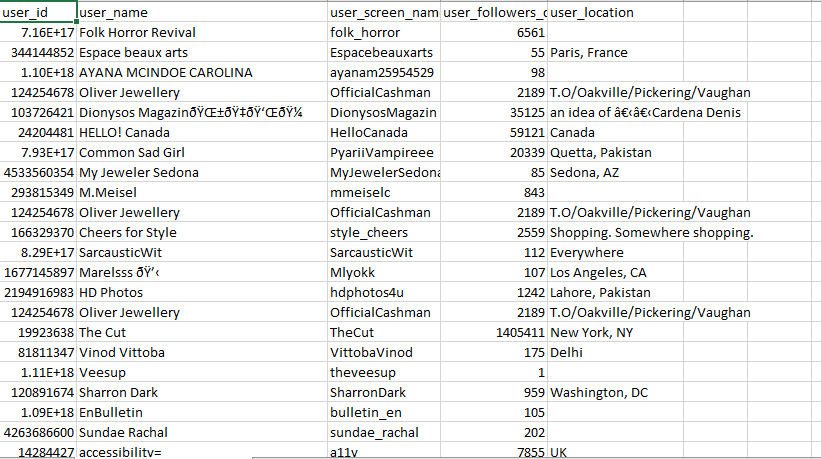 user_id user_name user_screen_nam user_followers_c user_location
7.16E+17 Folk Horror Revival folk_horror 6561
344144852 Espace beaux arts Espacebeauxarts 55 Paris, France
1.10E+18 AYANA MCINDOE CAROLINA ayanam25954529 98
124254678 Oliver Jewellery OfficialCashman 2189 T.O/Oakville/Pickering/Vaughan
103726421 Dionysos MagazinðŸŒ±ðŸ‡ðŸ‘ŒðŸ¼ DionysosMagazin 35125 an idea of â€‹â€‹Cardena Denis
24204481 HELLO! Canada HelloCanada 59121 Canada
7.93E+17 Common Sad Girl PyariiVampireee 20339 Quetta, Pakistan
4533560354 My Jeweler Sedona MyJewelerSedona 85 Sedona, AZ
293815349 M.Meisel mmeiselc 843
124254678 Oliver Jewellery OfficialCashman 2189 T.O/Oakville/Pickering/Vaughan
166329370 Cheers for Style style_cheers 2559 Shopping. Somewhere shopping.
8.29E+17 SarcausticWit SarcausticWit 112 Everywhere
1677145897 Marelsss ðŸ’‹ Mlyokk 107 Los Angeles, CA
2194916983 HD Photos hdphotos4u 1242 Lahore, Pakistan
124254678 Oliver Jewellery OfficialCashman 2189 T.O/Oakville/Pickering/Vaughan
19923638 The Cut TheCut 1405411 New York, NY
81811347 Vinod Vittoba VittobaVinod 175 Delhi
1.11E+18 Veesup theveesup 1
120891674 Sharron Dark SharronDark 959 Washington, DC
1.09E+18 EnBulletin bulletin_en 105
4263686600 Sundae Rachal sundae_rachal 202
14284427 accessibility= a11y 7855 UK